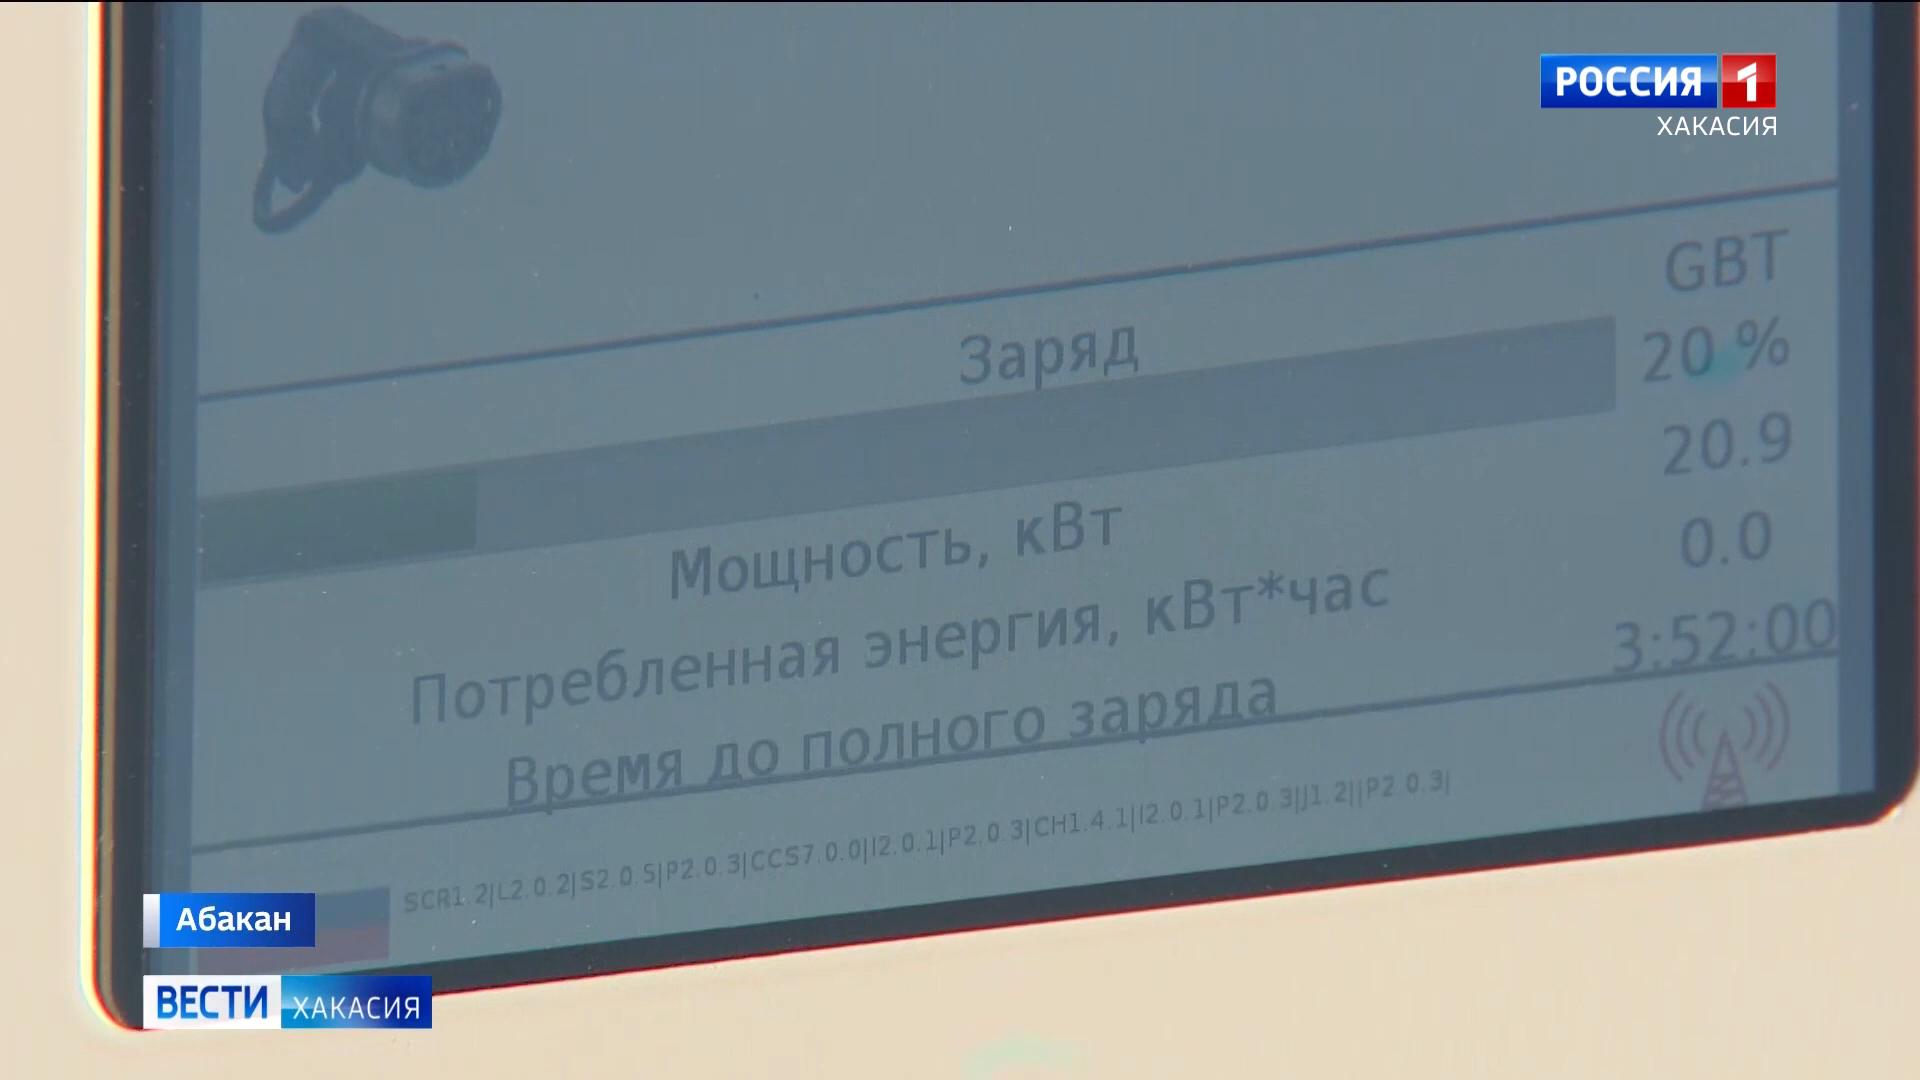 РОССИЯ 1
ХАКАСИЯ
GBT
Заряд 20 %
Мощность, кВт 20.9
Потребленная энергия, кВт*час 0.0
Время до полного заряда 3:52:00
SCR1.2|L2.0.2|S2.0.5|P2.0.3|CCS7.0.0|I2.0.1|P2.0.3|CH1.4.1|I2.0.1|P2.0.3|J1.2||P2.0.3|
Абакан
ВЕСТИ ХАКАСИЯ